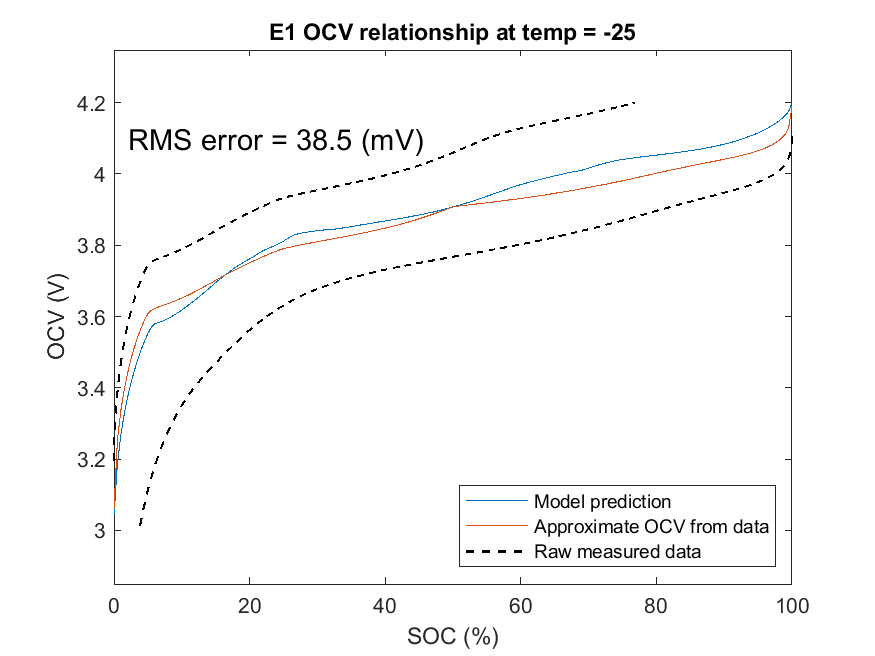 E1 OCV relationship at temp = -25
4.2
4
3.8
3.6
3.4
3.2
3
OCV (V)
RMS error = 38.5 (mV)
Model prediction
Approximate OCV from data
Raw measured data
0 20 40 60 80 100
SOC (%)